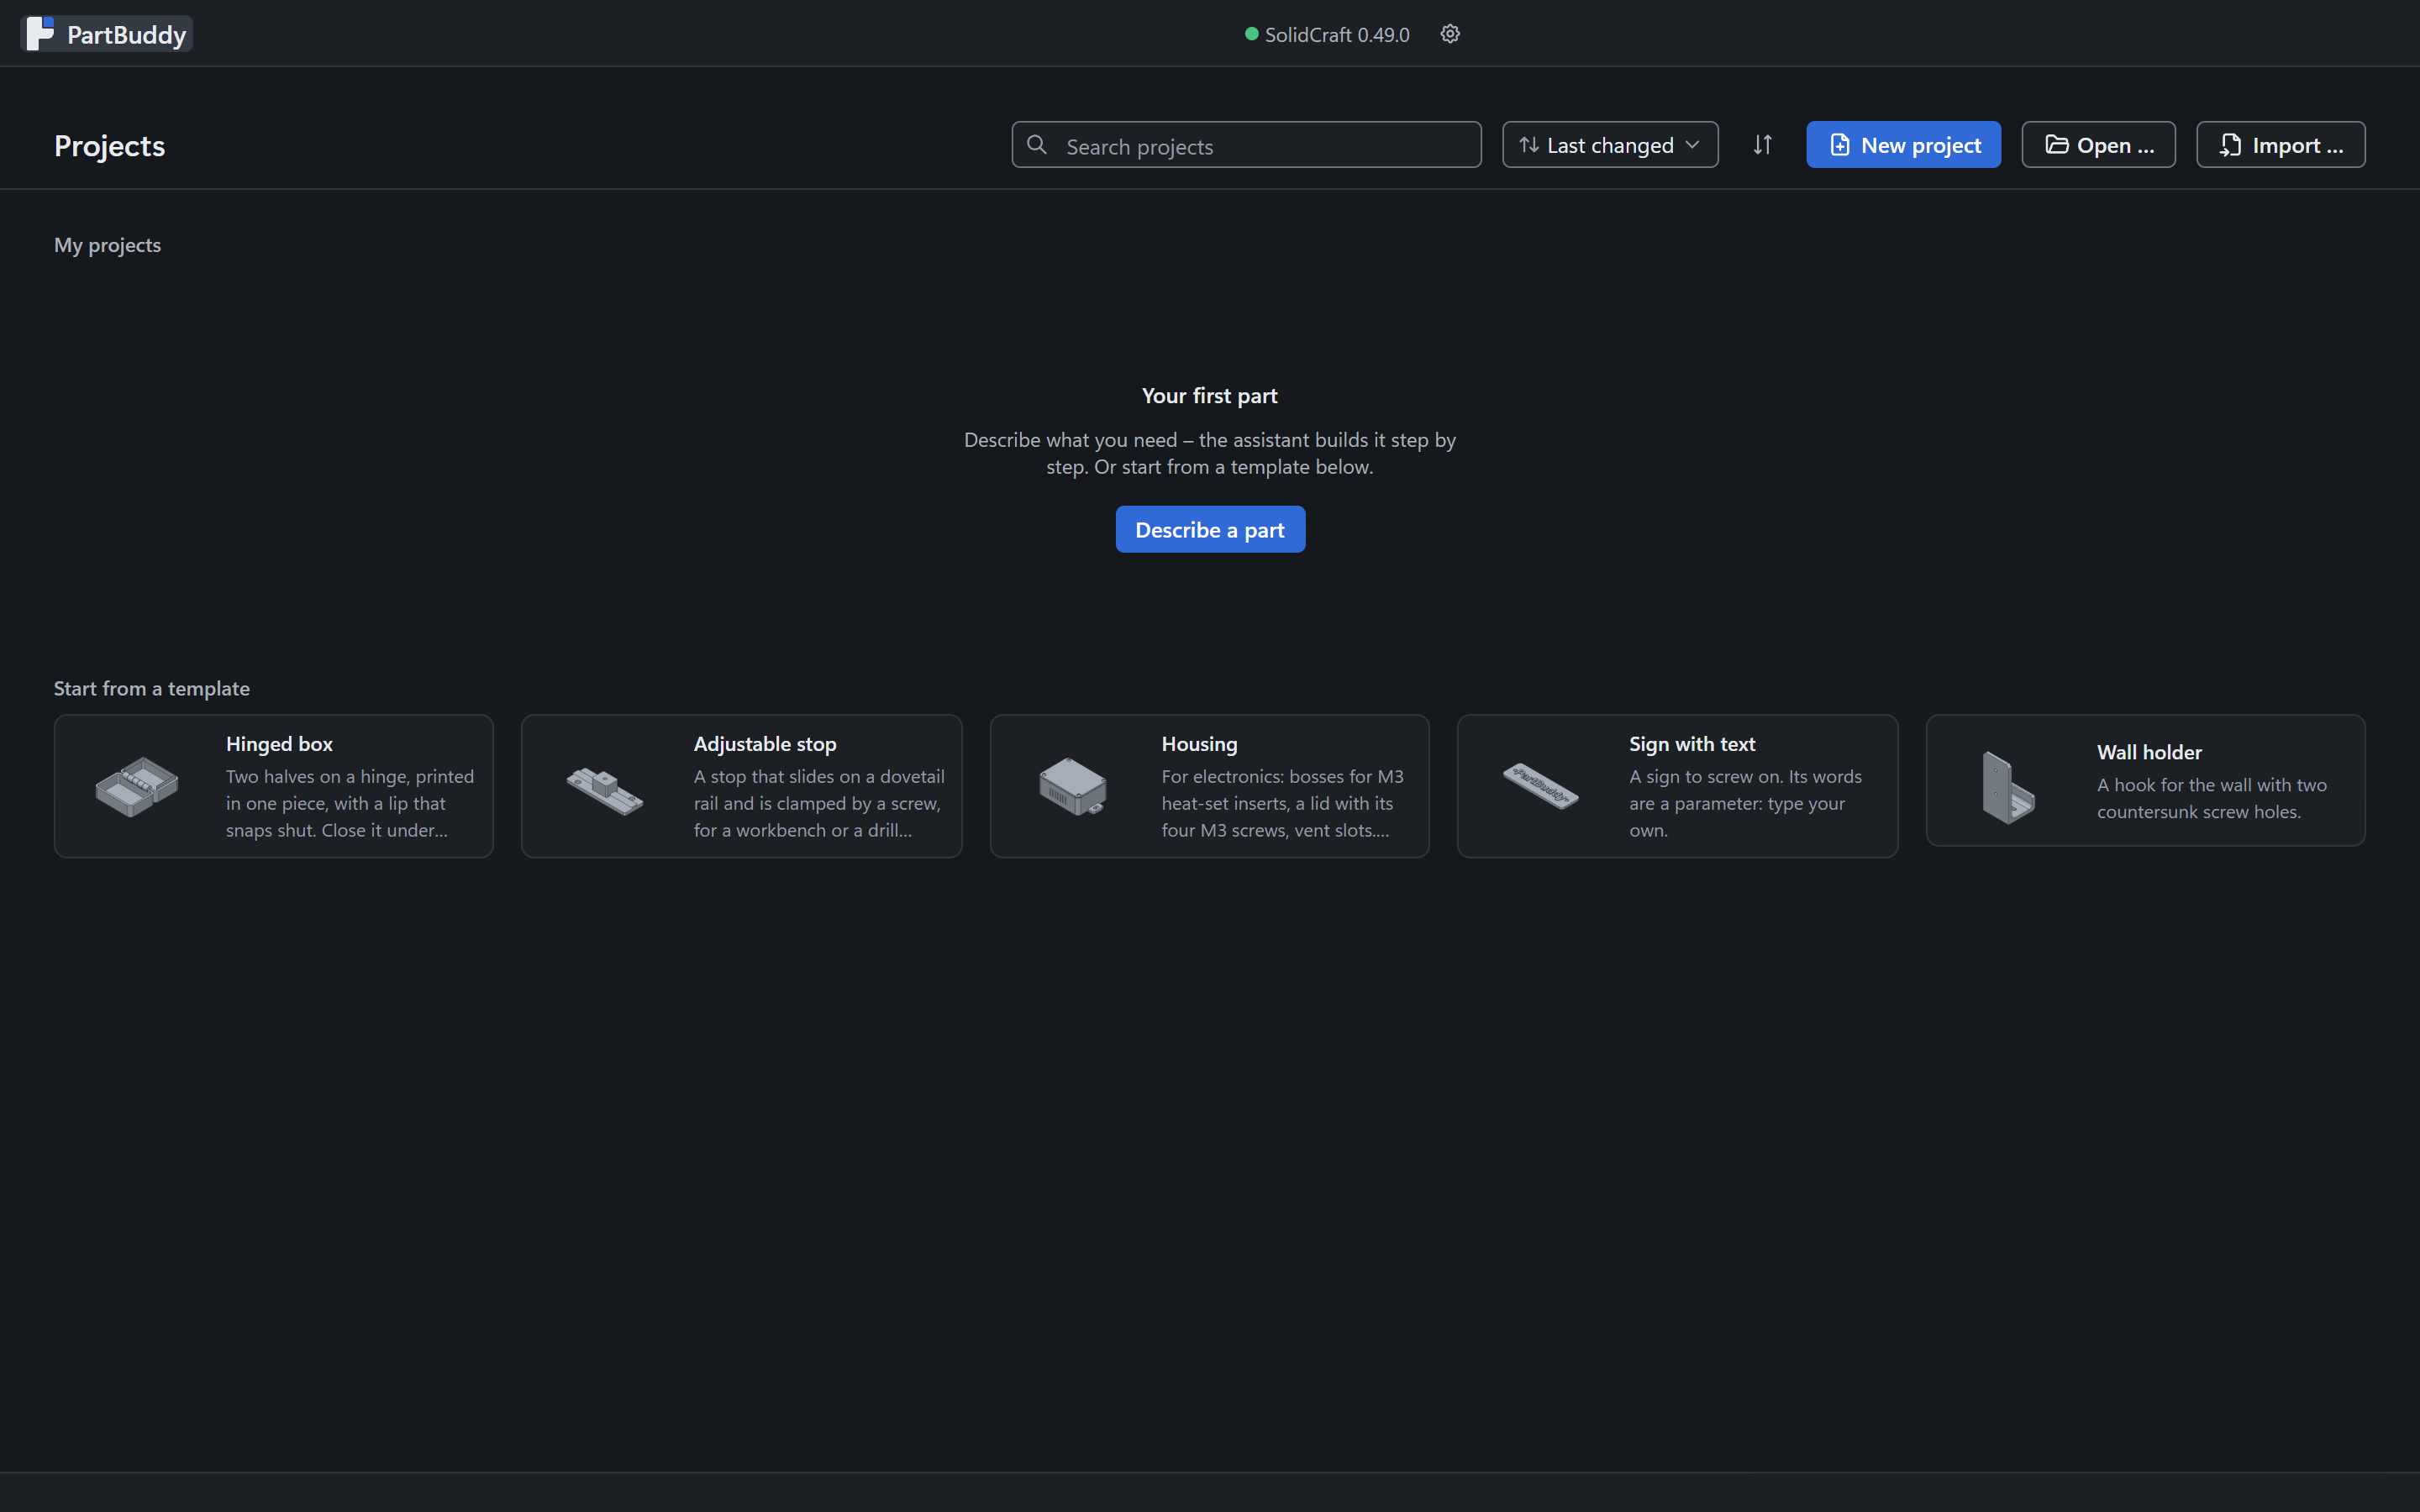 PartBuddy
SolidCraft 0.49.0
Projects
Search projects
Last changed
New project
Open ...
Import ...
My projects
Your first part
Describe what you need – the assistant builds it step by
step. Or start from a template below.
Describe a part
Start from a template
Hinged box
Two halves on a hinge, printed
in one piece, with a lip that
snaps shut. Close it under...
Adjustable stop
A stop that slides on a dovetail
rail and is clamped by a screw,
for a workbench or a drill...
Housing
For electronics: bosses for M3
heat-set inserts, a lid with its
four M3 screws, vent slots....
PartBuddy
Sign with text
A sign to screw on. Its words
are a parameter: type your
own.
Wall holder
A hook for the wall with two
countersunk screw holes.